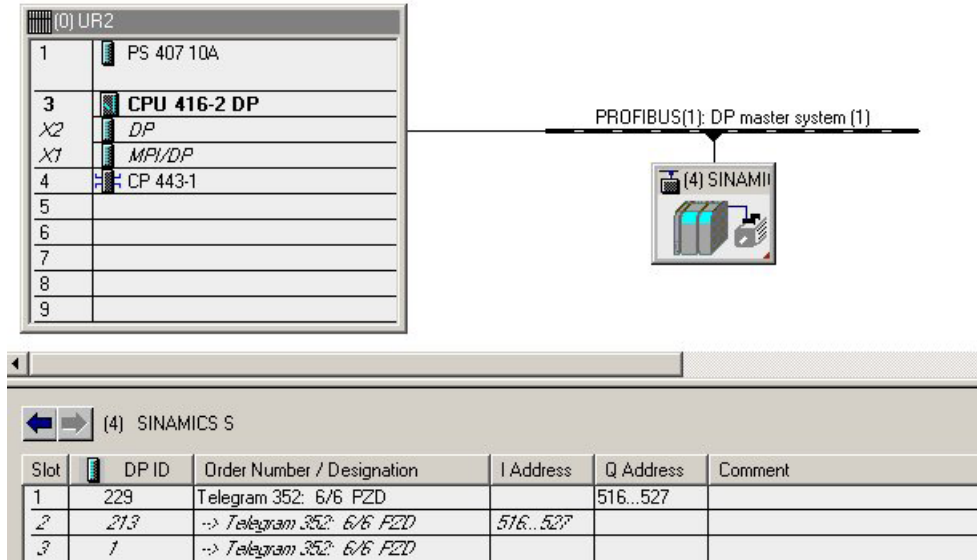 (0) UR2
1 PS 407 10A
3 CPU 416-2 DP
X2 DP
X1 MPI/DP
4 CP 443-1
5
6
7
8
9
PROFIBUS(1): DP master system (1)
(4) SINAMI
(4) SINAMICS S
Slot DP ID Order Number / Designation I Address Q Address Comment
1 229 Telegram 352: 6/6 PZD 516...527
2 213 --> Telegram 352: 6/6 PZD 516...527
3 1 --> Telegram 352: 6/6 PZD